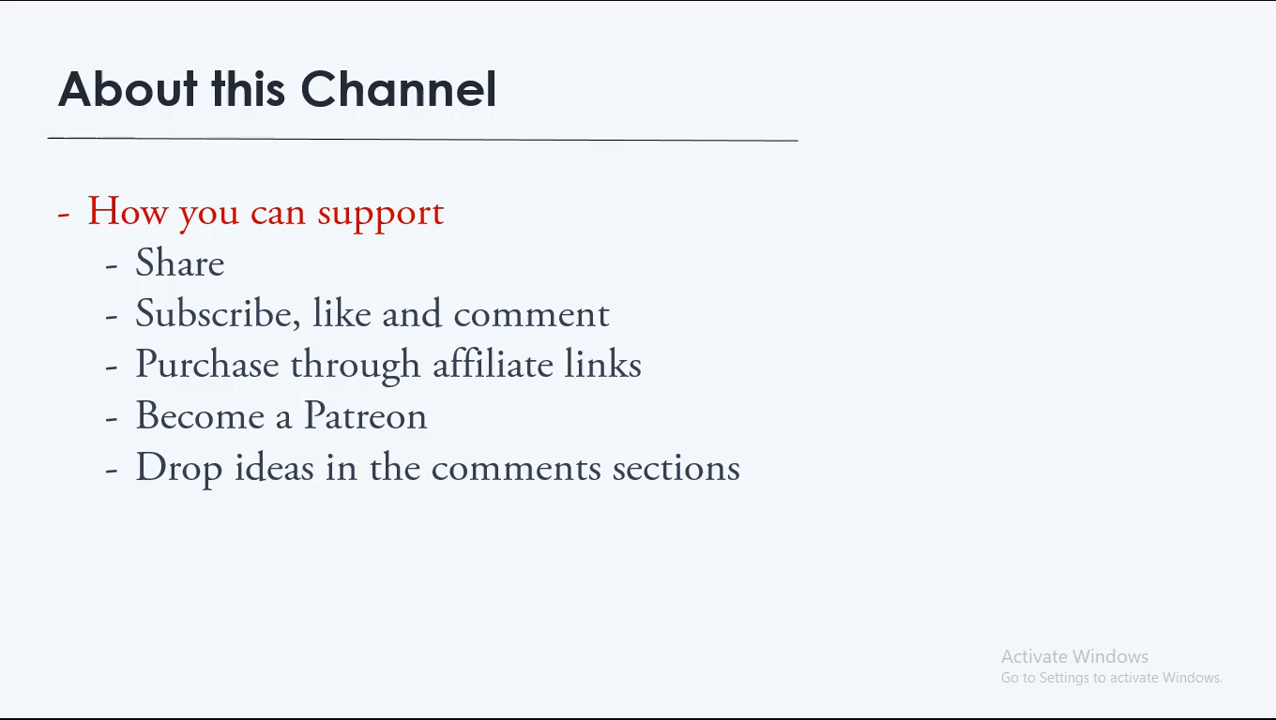 About this Channel
- How you can support
- Share
- Subscribe, like and comment
- Purchase through affiliate links
- Become a Patreon
- Drop ideas in the comments sections
Activate Windows
Go to Settings to activate Windows.